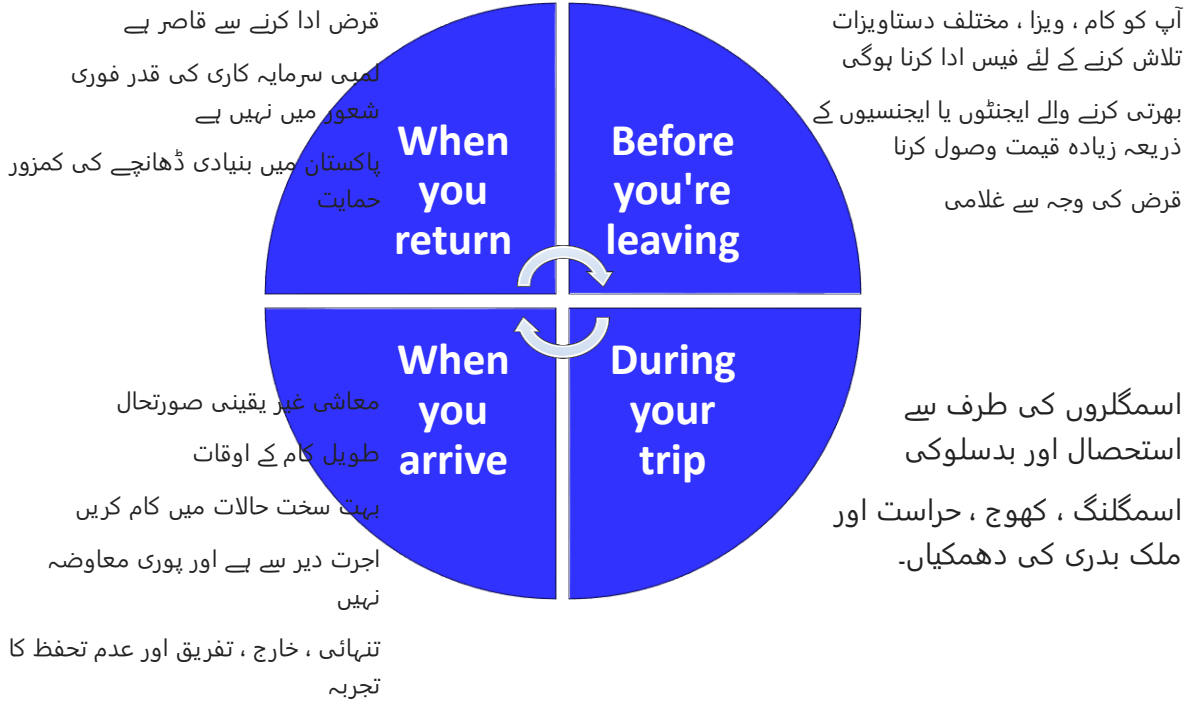 قرض ادا کرنے سے قاصر ہے
لمبی سرمایہ کاری کی قدر فوری
شعور میں نہیں ہے
پاکستان میں بنیادی ڈھانچے کی کمزور
حمایت
When
you
return
Before
you're
leaving
آپ کو کام ، ویزا ، مختلف دستاویزات
تلاش کرنے کے لئے فیس ادا کرنا ہوگی
بھرتی کرنے والے ایجنٹوں یا ایجنسیوں کے
ذریعہ زیادہ قیمت وصول کرنا
قرض کی وجہ سے غلامی
معاشی غیر یقینی صورتحال
طویل کام کے اوقات
بہت سخت حالات میں کام کریں
اجرت دیر سے ہے اور پوری معاوضہ
نہیں
تنہائی ، خارج ، تفریق اور عدم تحفظ کا
تجربہ
When
you
arrive
During
your
trip
اسمگلروں کی طرف سے
استحصال اور بدسلوکی
اسمگلنگ ، کھوج ، حراست اور
ملک بدری کی دھمکیاں۔